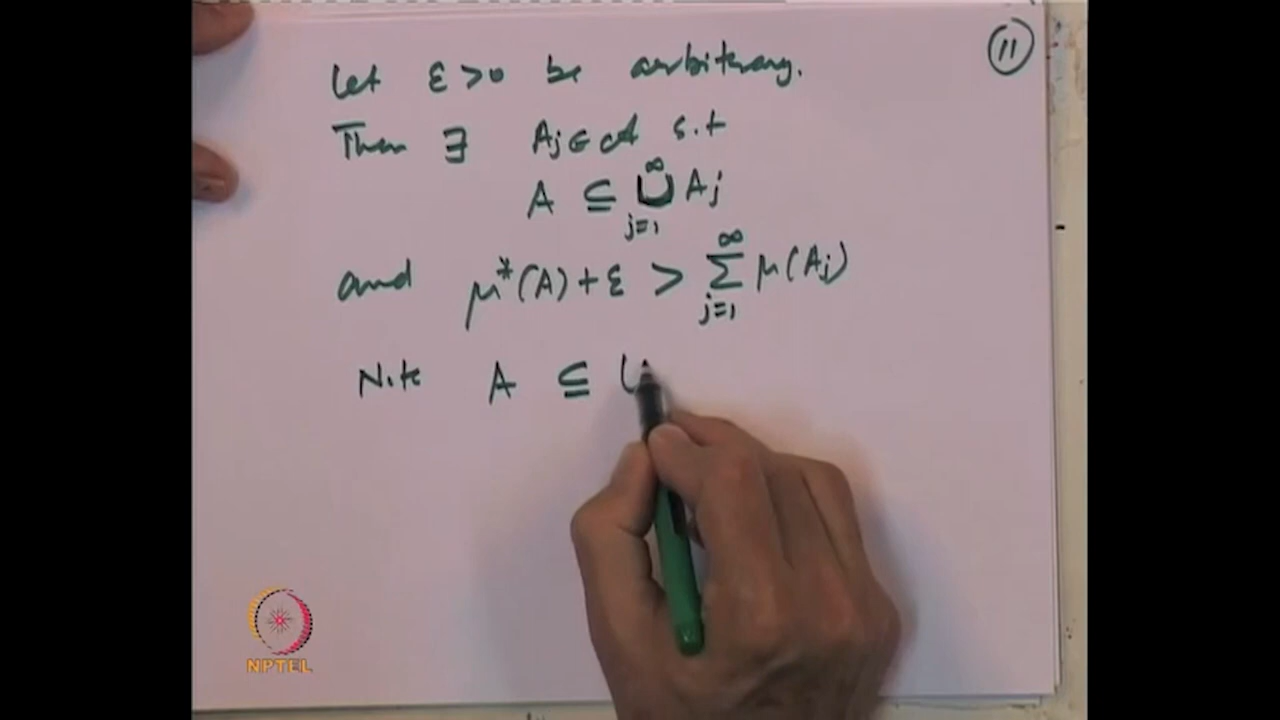 11
Let ε>0 be arbitrary.
Then ∃ Aj ∈ 𝒜 s.t
A ⊆ ⋃_{j=1}^{∞} Aj
and μ*(A)+ε > ∑_{j=1}^{∞} μ(Aj)
Note A ⊆ U
NPTEL